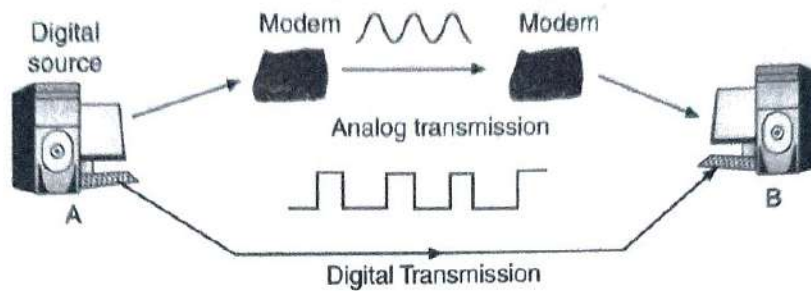 Digital
source
Modem
Modem
Analog transmission
A
B
Digital Transmission